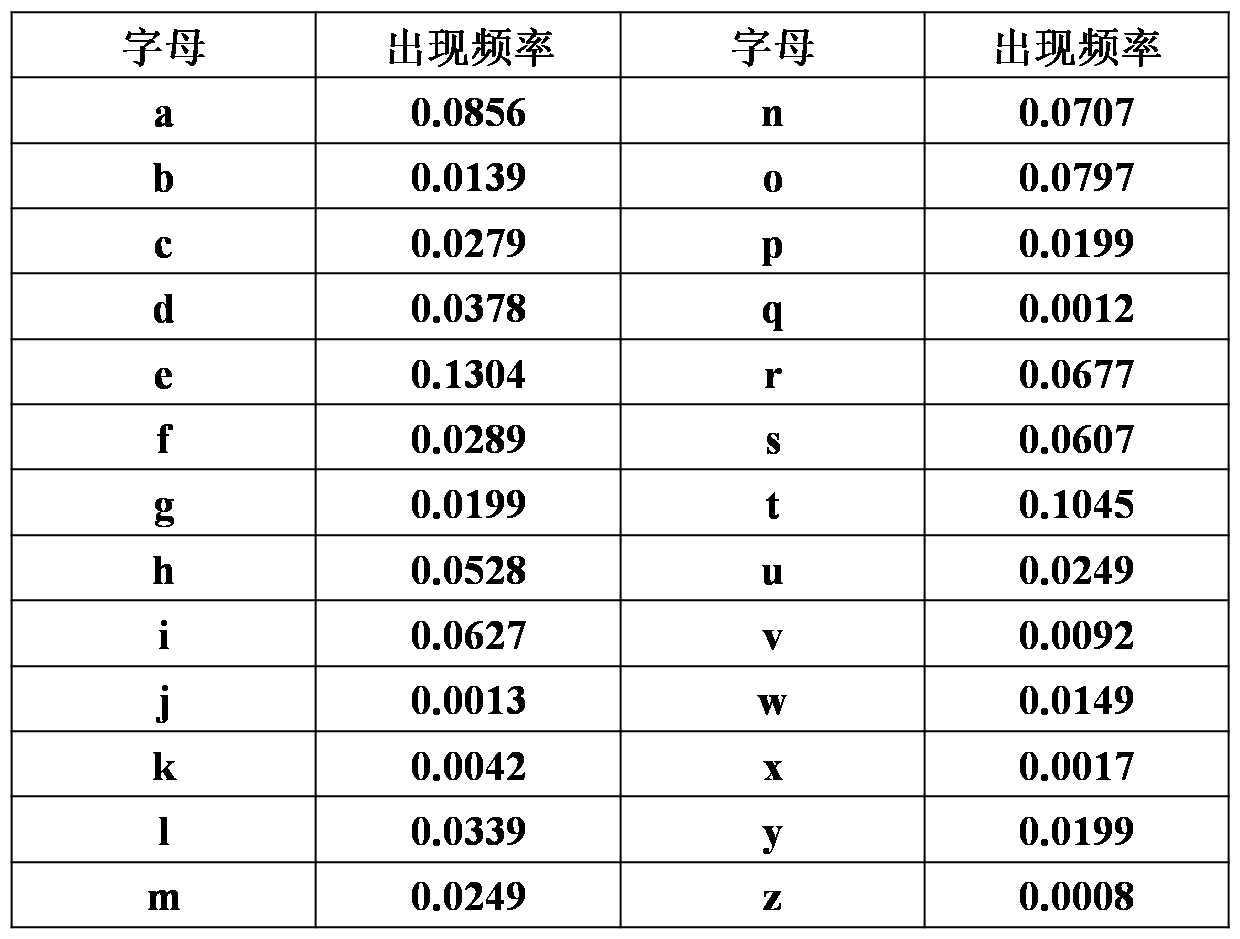 字母 出现频率 字母 出现频率
a 0.0856 n 0.0707
b 0.0139 o 0.0797
c 0.0279 p 0.0199
d 0.0378 q 0.0012
e 0.1304 r 0.0677
f 0.0289 s 0.0607
g 0.0199 t 0.1045
h 0.0528 u 0.0249
i 0.0627 v 0.0092
j 0.0013 w 0.0149
k 0.0042 x 0.0017
l 0.0339 y 0.0199
m 0.0249 z 0.0008